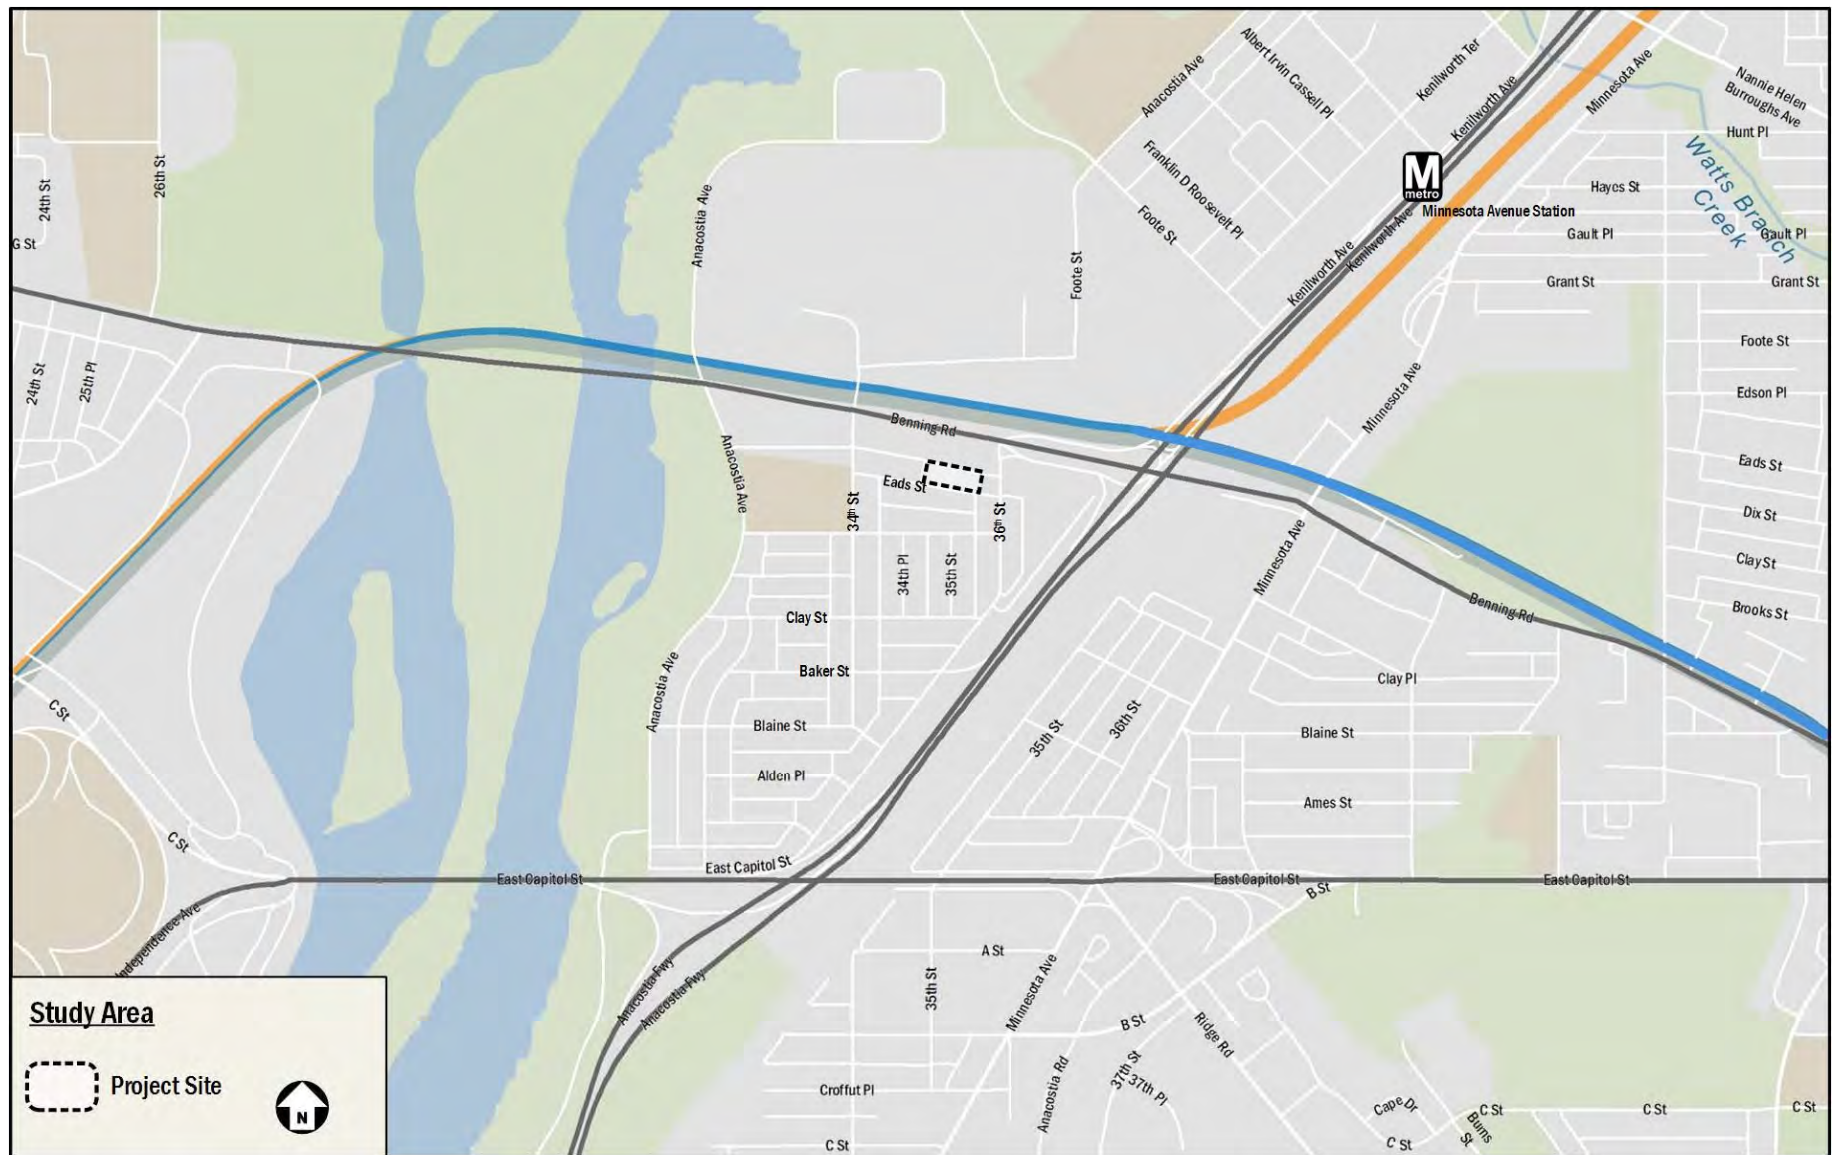 Albert Irvin Cassell Pl
Kenilworth Ter
Anacostia Ave
Kenilworth Ave
Minnesota Ave
Nannie Helen
Burroughs Ave
Hunt Pl
26th St
24th St
Franklin D Roosevelt Pl
M
metro
Minnesota Avenue Station
Hayes St
Watts Branch
Creek
Anacostia Ave
Foote St
Kenilworth Ave
Kenilworth Ave
Gault Pl
Gault Pl
G St
Foote St
Grant St
Grant St
24th St
25th Pl
Foote St
Minnesota Ave
Edson Pl
Benning Rd
Anacostia Ave
Eads St
34th St
36th St
Eads St
Dix St
Minnesota Ave
34th Pl
35th St
Clay St
Benning Rd
Brooks St
Clay St
Baker St
Anacostia Ave
Clay Pl
C St
Blaine St
35th St
36th St
Blaine St
Alden Pl
Ames St
C St
East Capitol St
East Capitol St
East Capitol St
East Capitol St
B St
Independence Ave
A St
Anacostia Fwy
Anacostia Fwy
35th St
Minnesota Ave
B St
Ridge Rd
Study Area
Project Site
N
Croffut Pl
Anacostia Rd
37th St
37th Pl
Cape Dr
Burns
St
C St
C St
C St
C St
C St